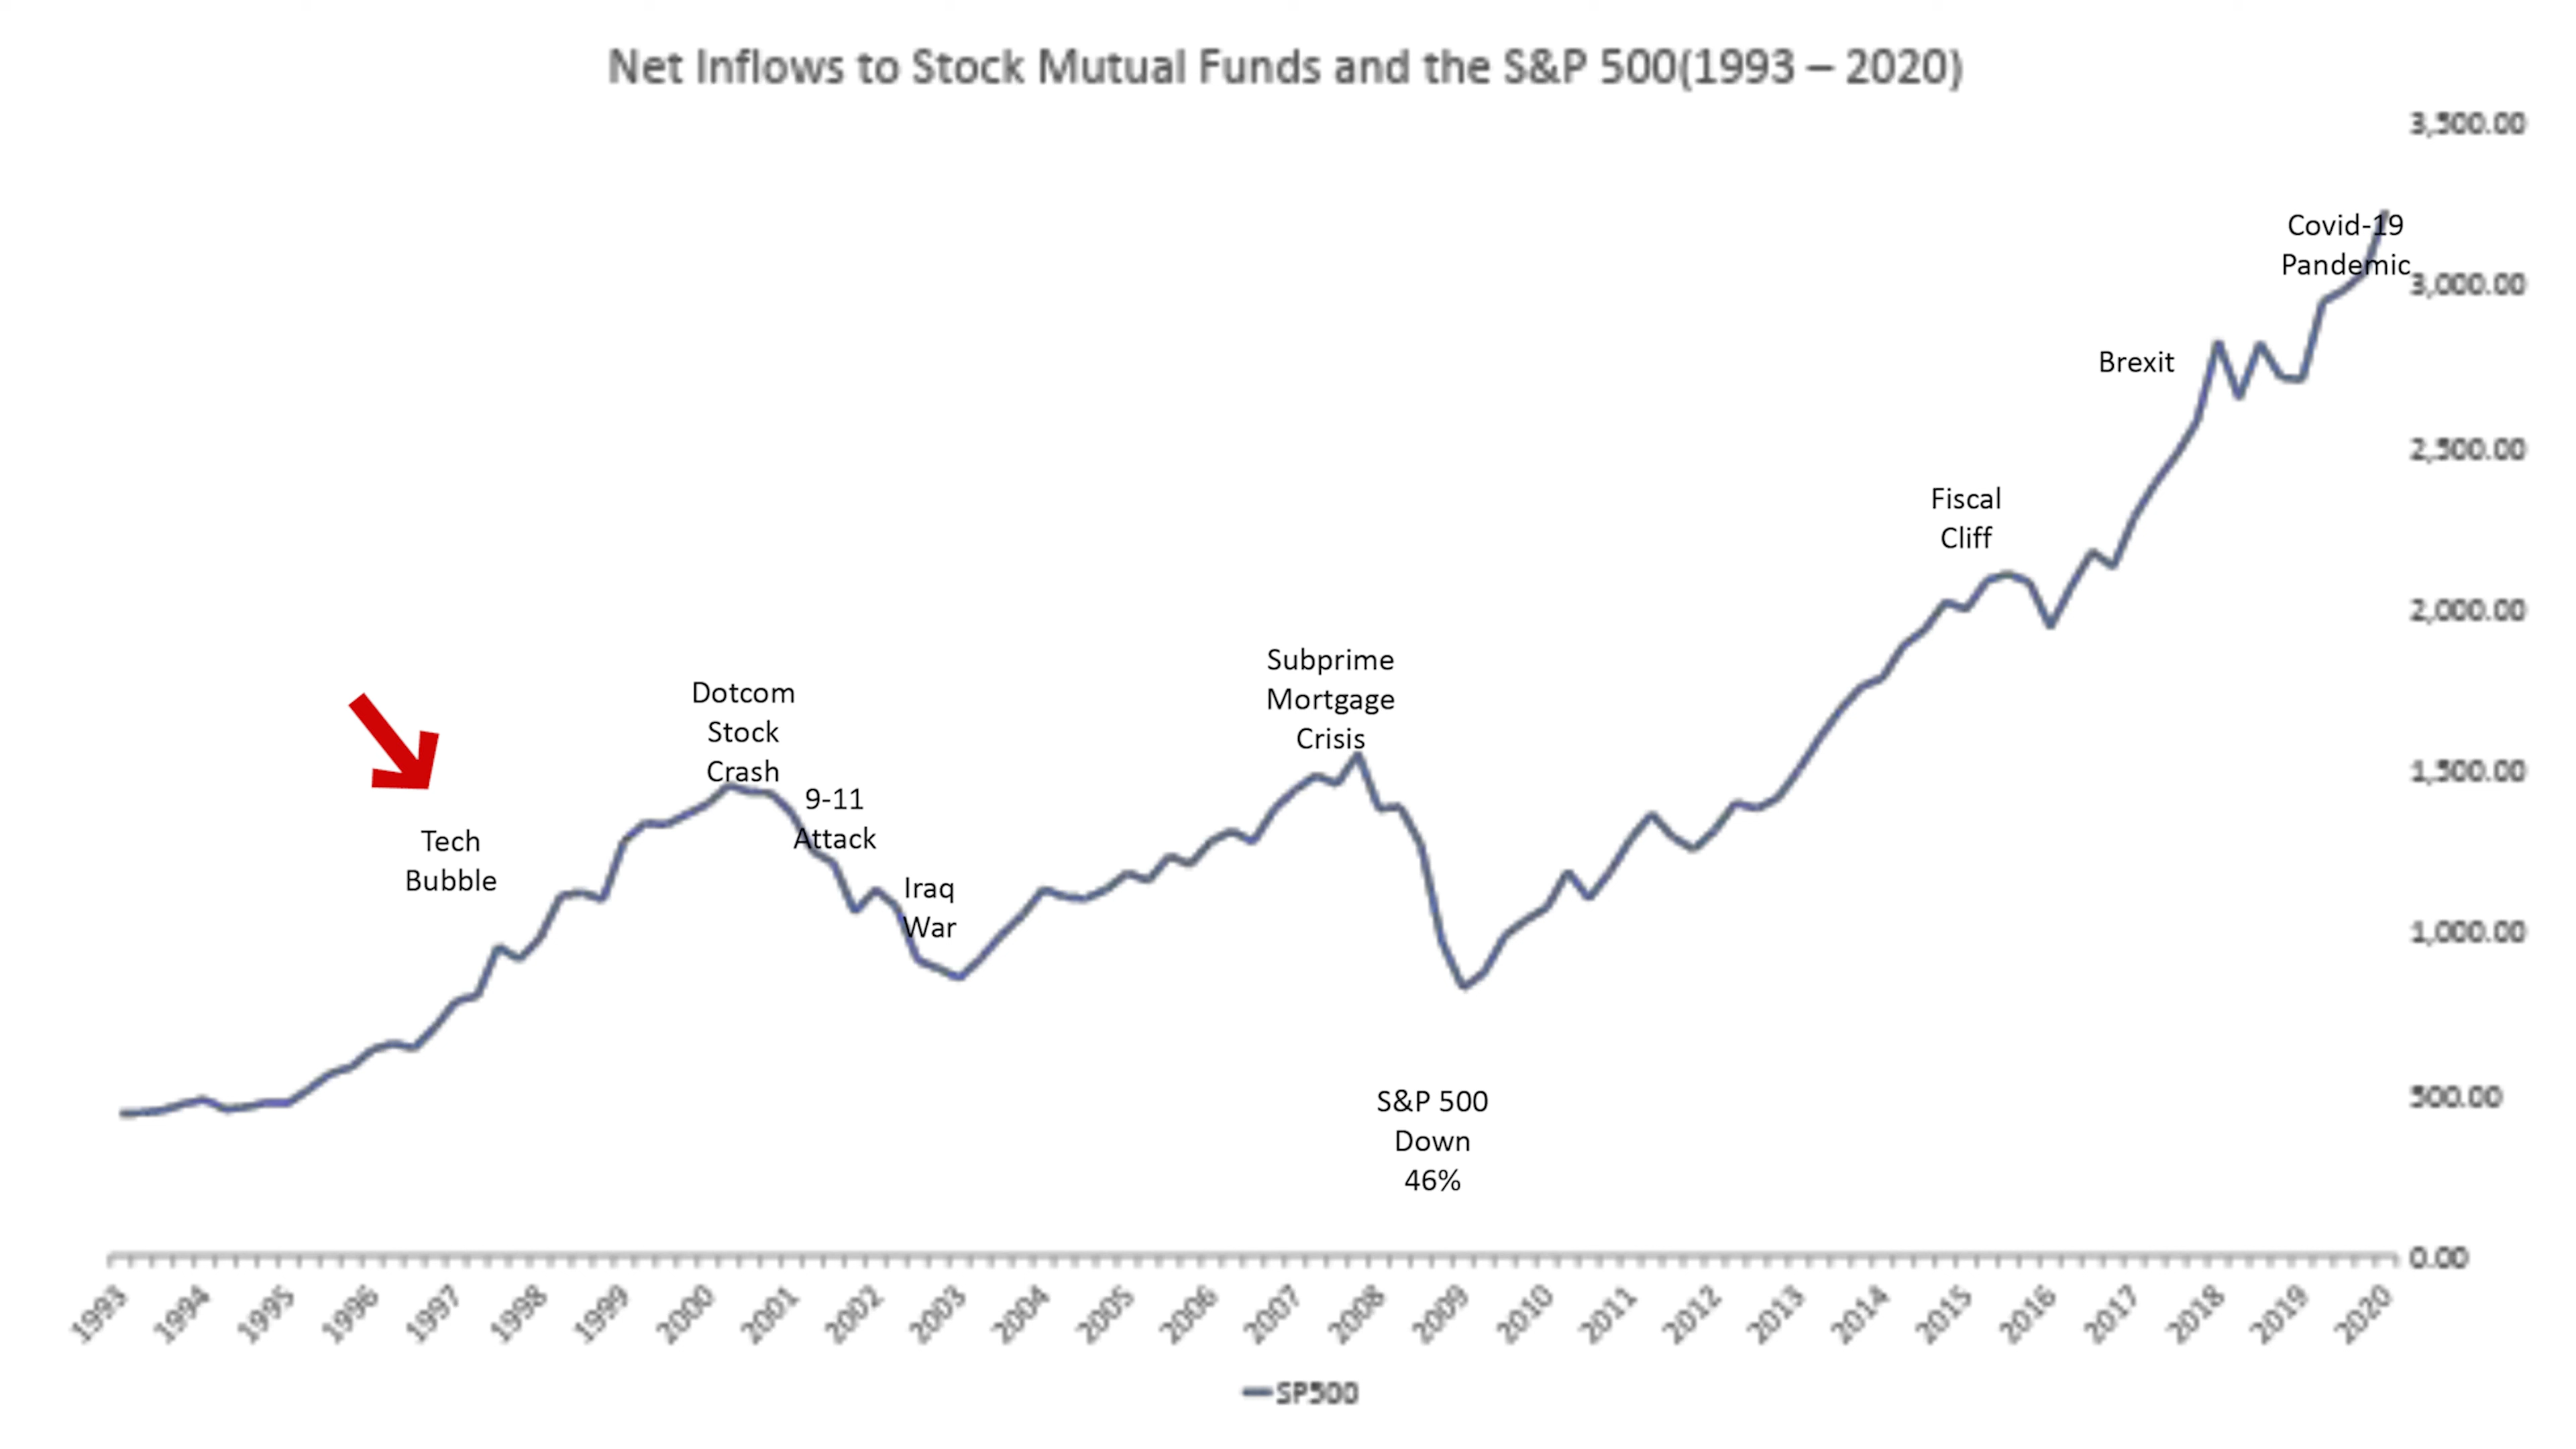 Net Inflows to Stock Mutual Funds and the S&P 500(1993 – 2020)
3,500.00
3,000.00
2,500.00
2,000.00
1,500.00
1,000.00
500.00
0.00
Covid-19
Pandemic
Brexit
Fiscal
Cliff
Subprime
Mortgage
Crisis
Dotcom
Stock
Crash
9-11
Attack
Tech
Bubble
Iraq
War
S&P 500
Down
46%
1993
1994
1995
1996
1997
1998
1999
2000
2001
2002
2003
2004
2005
2006
2007
2008
2009
2010
2011
2012
2013
2014
2015
2016
2017
2018
2019
2020
SP500